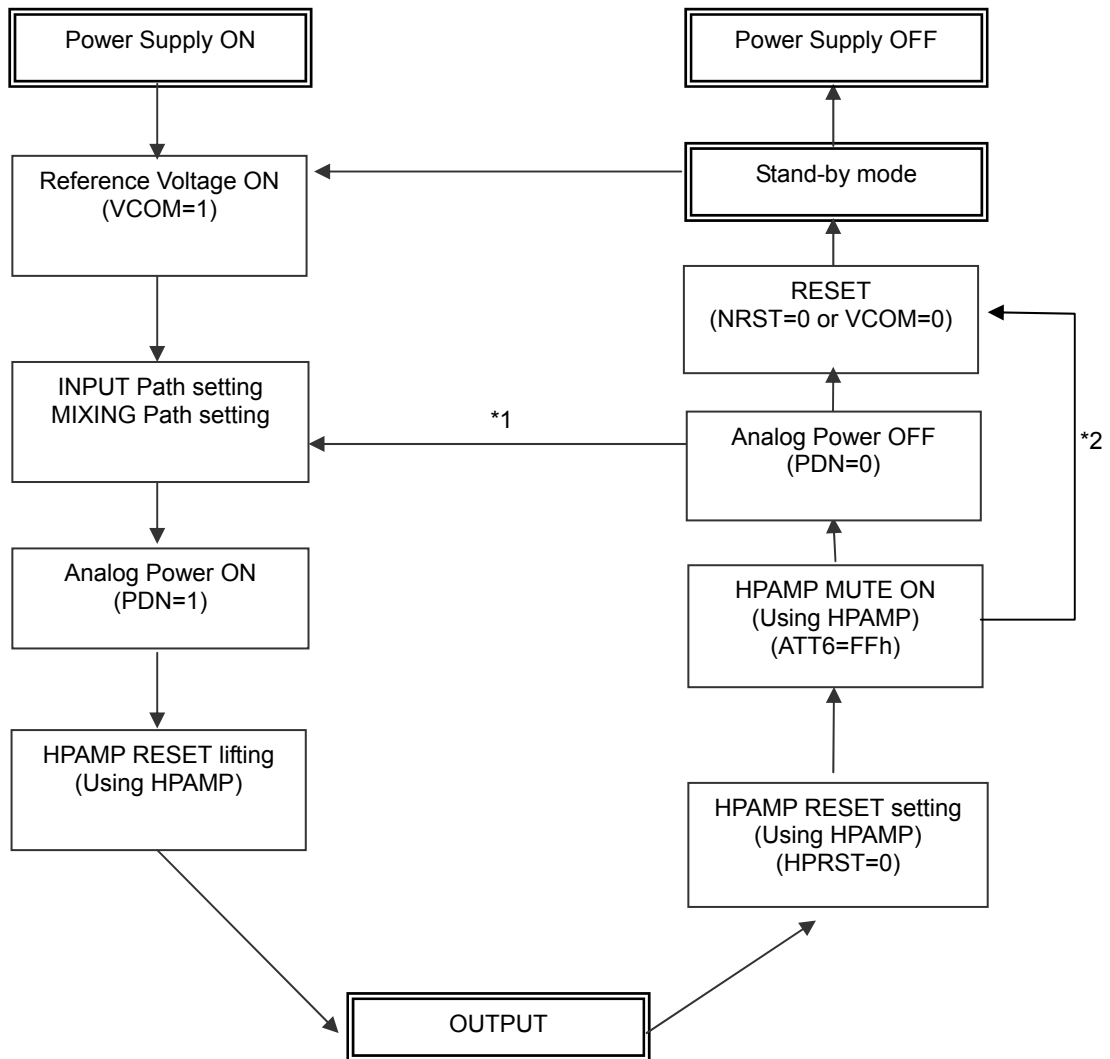 Power Supply ON
Reference Voltage ON
(VCOM=1)
INPUT Path setting
MIXING Path setting
Analog Power ON
(PDN=1)
HPAMP RESET lifting
(Using HPAMP)
OUTPUT
HPAMP RESET setting
(Using HPAMP)
(HPRST=0)
HPAMP MUTE ON
(Using HPAMP)
(ATT6=FFh)
Analog Power OFF
(PDN=0)
*1
*2
RESET
(NRST=0 or VCOM=0)
Stand-by mode
Power Supply OFF